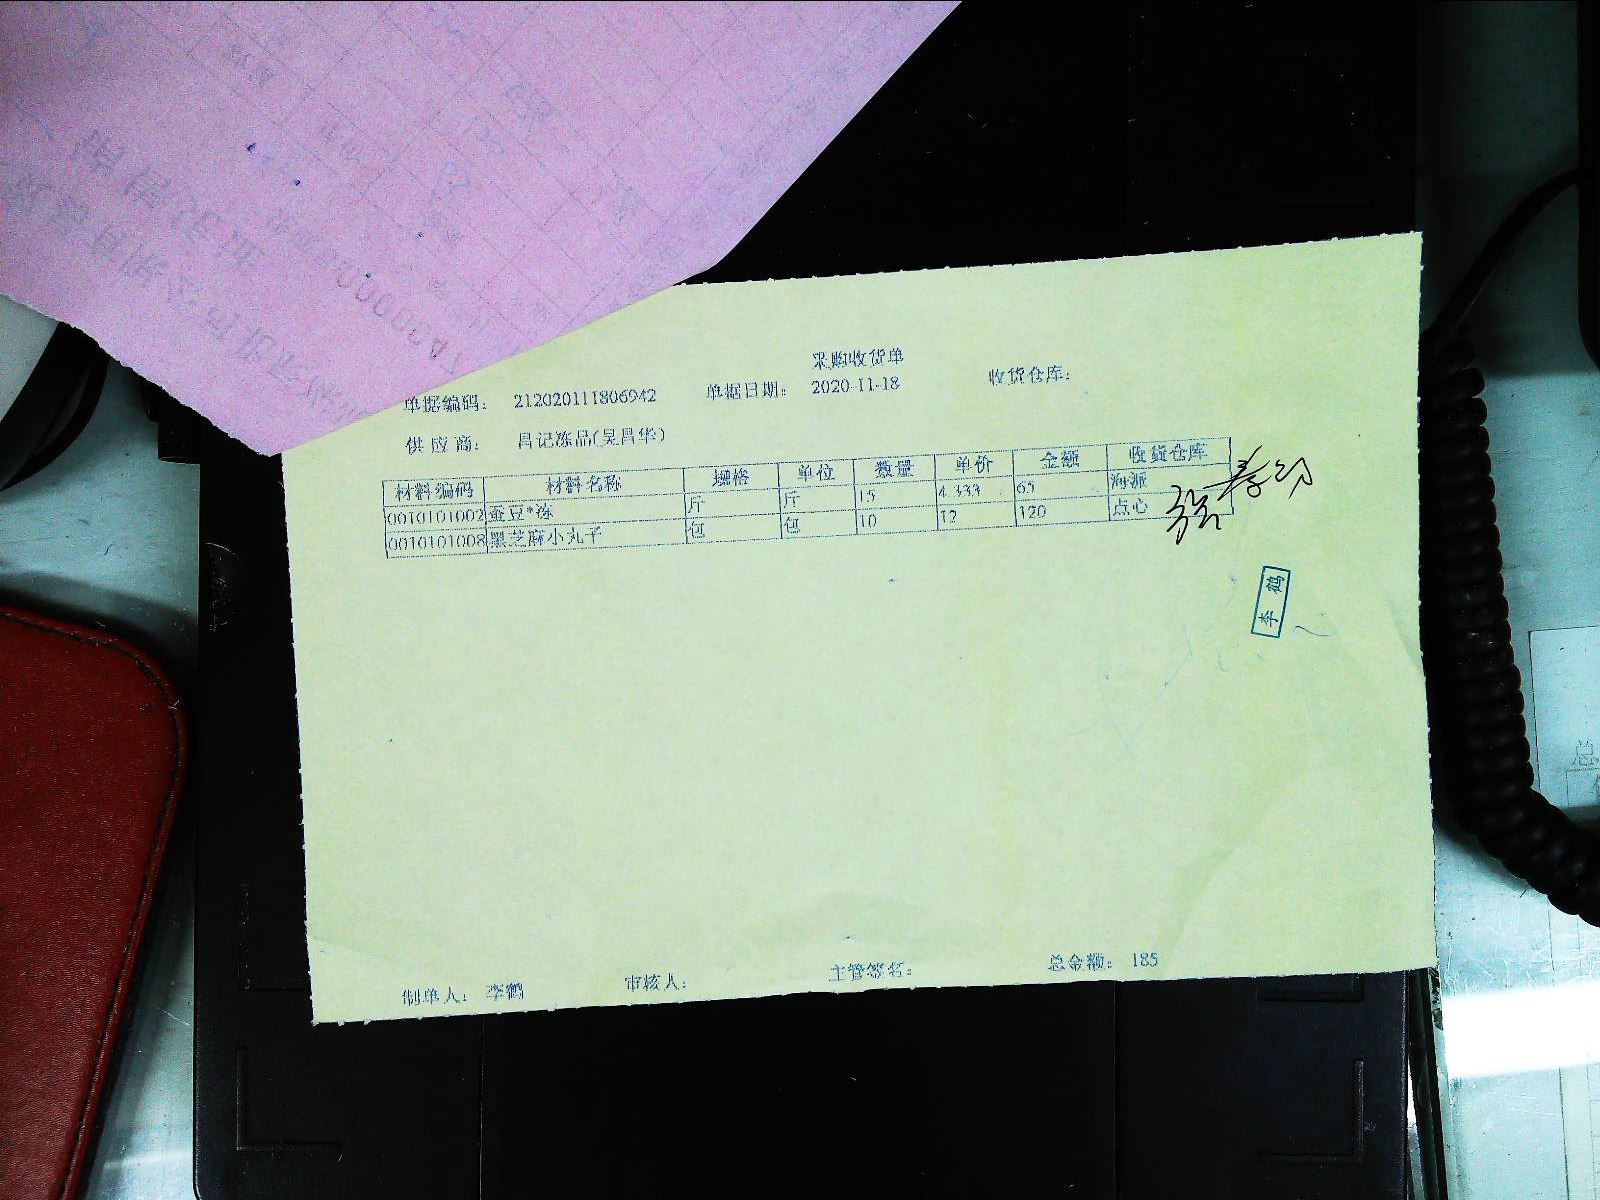 采购收货单
单据编码： 212020111806942 单据日期： 2020-11-18 收货仓库：
供应商： 昌记冻品(吴昌华)
材料编码 材料名称 规格 单位 数量 单价 金额 收货仓库
0010101002 蚕豆*冻 斤 斤 15 4.333 65 海派
0010101008 黑芝麻小丸子 包 包 10 12 120 点心
李鹤
制单人： 李鹤 审核人： 主管签名： 总金额： 185